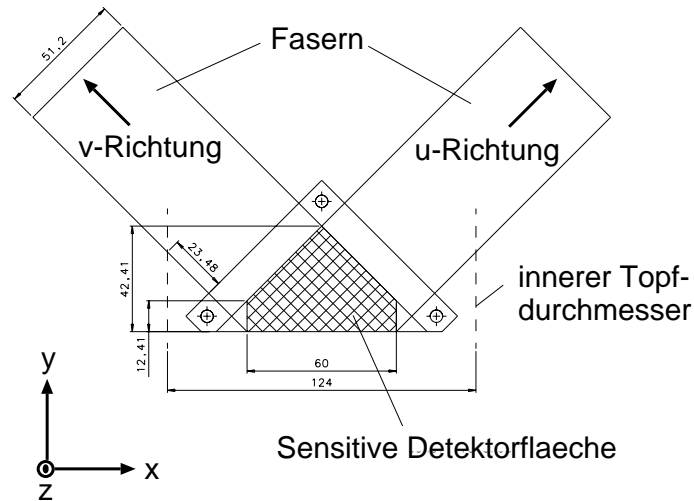 51,2
Fasern
v-Richtung
u-Richtung
23,48
42,41
12,41
innerer Topf-
durchmesser
60
124
y
x
z
Sensitive Detektorflaeche